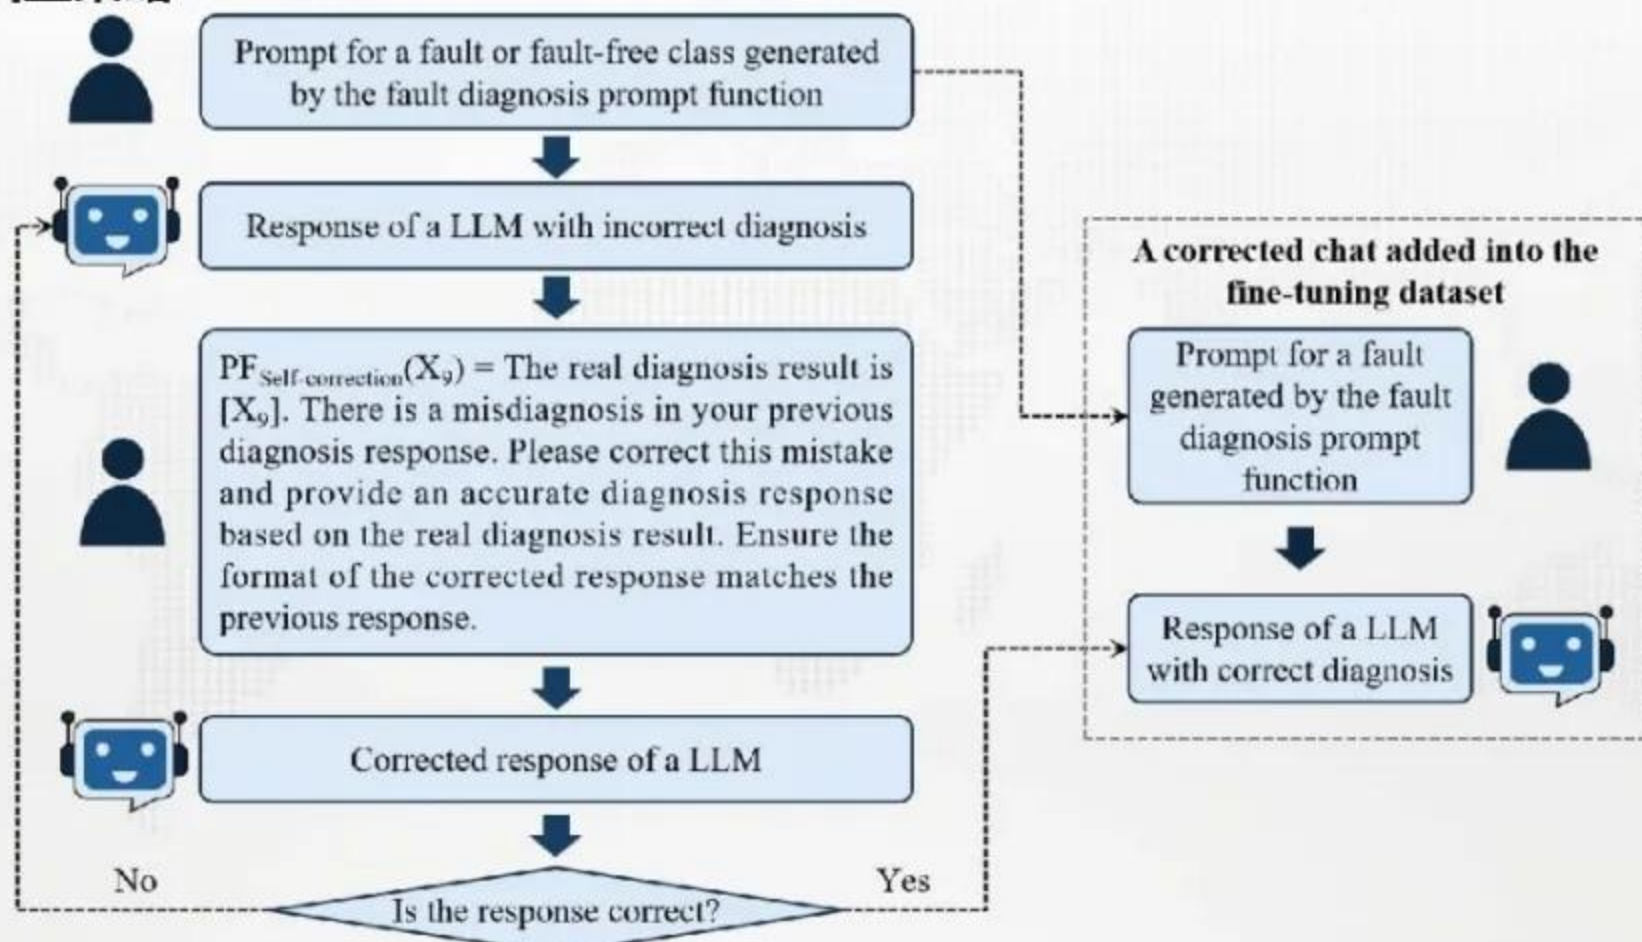 Prompt for a fault or fault-free class generated
by the fault diagnosis prompt function
Response of a LLM with incorrect diagnosis
PF Self-correction(X₉) = The real diagnosis result is
[X₉]. There is a misdiagnosis in your previous
diagnosis response. Please correct this mistake
and provide an accurate diagnosis response
based on the real diagnosis result. Ensure the
format of the corrected response matches the
previous response.
Corrected response of a LLM
No
Is the response correct?
Yes
A corrected chat added into the
fine-tuning dataset
Prompt for a fault
generated by the fault
diagnosis prompt
function
Response of a LLM
with correct diagnosis